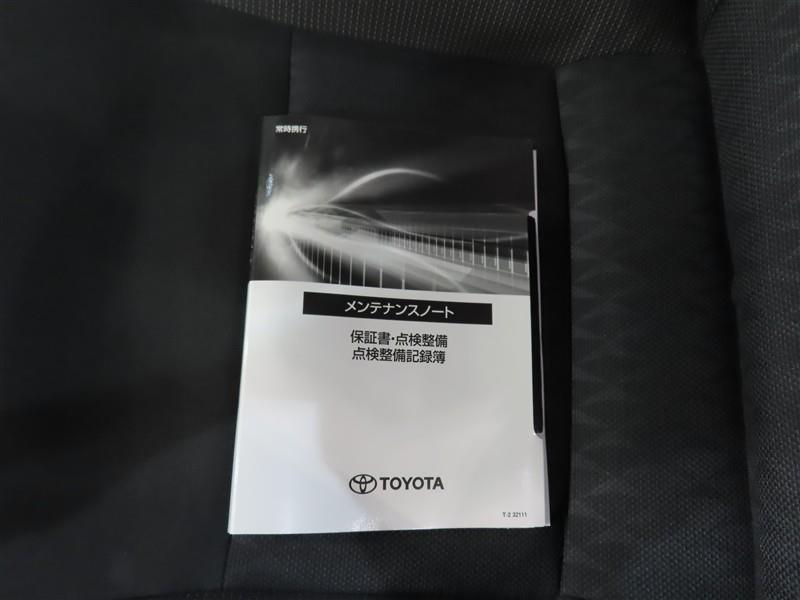 常時携行
メンテナンスノート
保証書・点検整備
点検整備記録簿
TOYOTA
T-2 32111